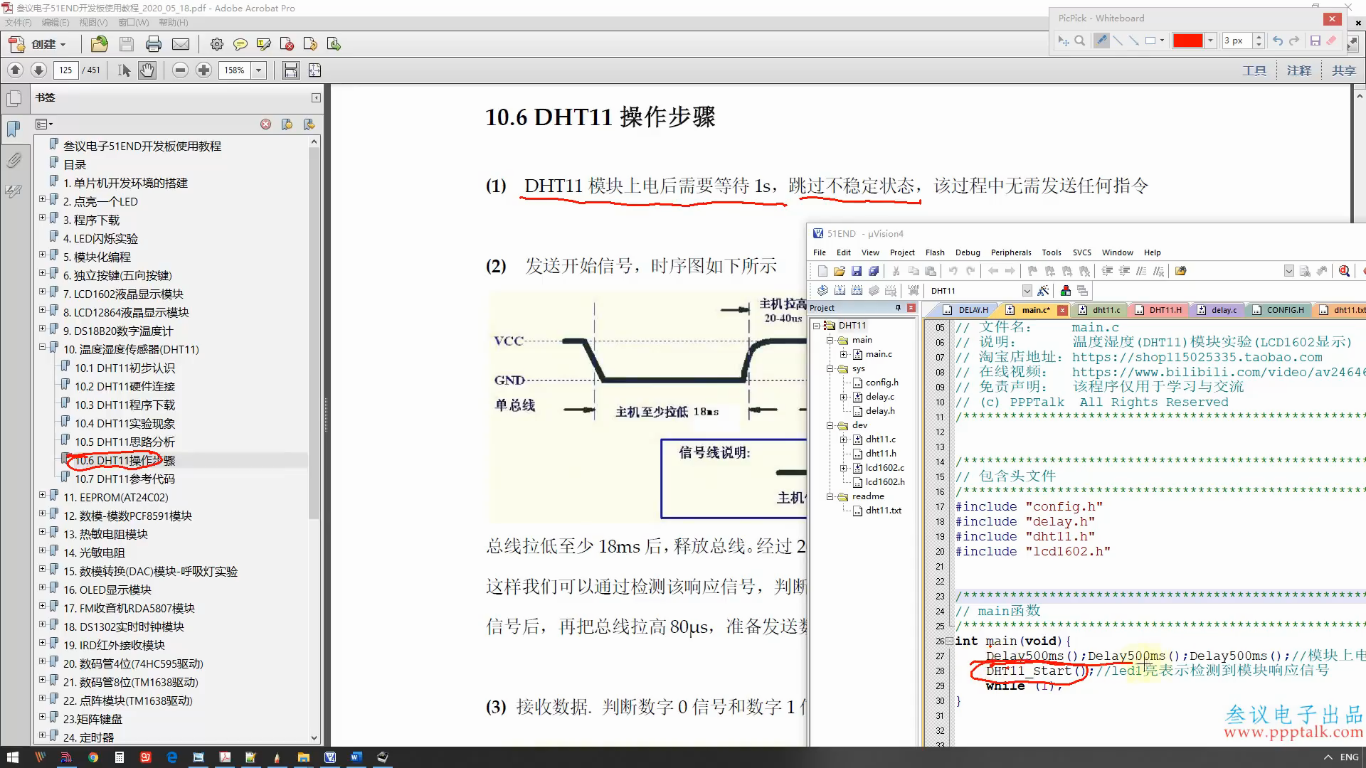 叁议电子51END开发板使用教程_2020_05_18.pdf - Adobe Acrobat Pro
文件(F) 编辑(E) 视图(V) 窗口(W) 帮助(H)
PicPick - Whiteboard
3 px
创建
125 / 451
158%
工具 注释 共享
书签
叁议电子51END开发板使用教程
目录
1. 单片机开发环境的搭建
2. 点亮一个LED
3. 程序下载
4. LED闪烁实验
5. 模块化编程
6. 独立按键(五向按键)
7. LCD1602液晶显示模块
8. LCD12864液晶显示模块
9. DS18B20数字温度计
10. 温度湿度传感器(DHT11)
10.1 DHT11初步认识
10.2 DHT11硬件连接
10.3 DHT11程序下载
10.4 DHT11实验现象
10.5 DHT11思路分析
10.6 DHT11操作步骤
10.7 DHT11参考代码
11. EEPROM(AT24C02)
12. 数模-模数PCF8591模块
13. 热敏电阻模块
14. 光敏电阻
15. 数模转换(DAC)模块-呼吸灯实验
16. OLED显示模块
17. FM收音机RDA5807模块
18. DS1302实时时钟模块
19. IRD红外接收模块
20. 数码管4位(74HC595驱动)
21. 数码管8位(TM1638驱动)
22. 点阵模块(TM1638驱动)
23.矩阵键盘
24. 定时器
10.6 DHT11 操作步骤
(1) DHT11 模块上电后需要等待 1s，跳过不稳定状态，该过程中无需发送任何指令
(2) 发送开始信号，时序图如下所示
主机拉高
20-40us
VCC
GND
单总线
主机至少拉低 18ms
信号线说明:
主机
总线拉低至少 18ms 后，释放总线。经过 2
这样我们可以通过检测该响应信号，判断
信号后，再把总线拉高 80μs，准备发送数
(3) 接收数据. 判断数字 0 信号和数字 1 信
51END - µVision4
File Edit View Project Flash Debug Peripherals Tools SVCS Window Help
DHT11
Project
DHT11
main
main.c
sys
config.h
delay.c
delay.h
dev
dht11.c
dht11.h
lcd1602.c
lcd1602.h
readme
dht11.txt
DELAY.H main.c* dht11.c DHT11.H delay.c CONFIG.H dht11.txt
05 // 文件名: main.c
06 // 说明: 温度湿度(DHT11)模块实验(LCD1602显示)
07 // 淘宝店地址: https://shop115025335.taobao.com
08 // 在线视频: https://www.bilibili.com/video/av24646
09 // 免责声明: 该程序仅用于学习与交流
10 // (c) PPPTalk All Rights Reserved
11 /****************************************
12
13
14 /****************************************
15 // 包含头文件
16 /****************************************
17 #include "config.h"
18 #include "delay.h"
19 #include "dht11.h"
20 #include "lcd1602.h"
21
22
23 /****************************************
24 // main函数
25 /****************************************
26 int main(void){
27 Delay500ms();Delay500ms();Delay500ms();//模块上电
28 DHT11_Start();//led1亮表示检测到模块响应信号
29 while (1);
30 }
31
32
33
叁议电子出品
www.ppptalk.com
ENG